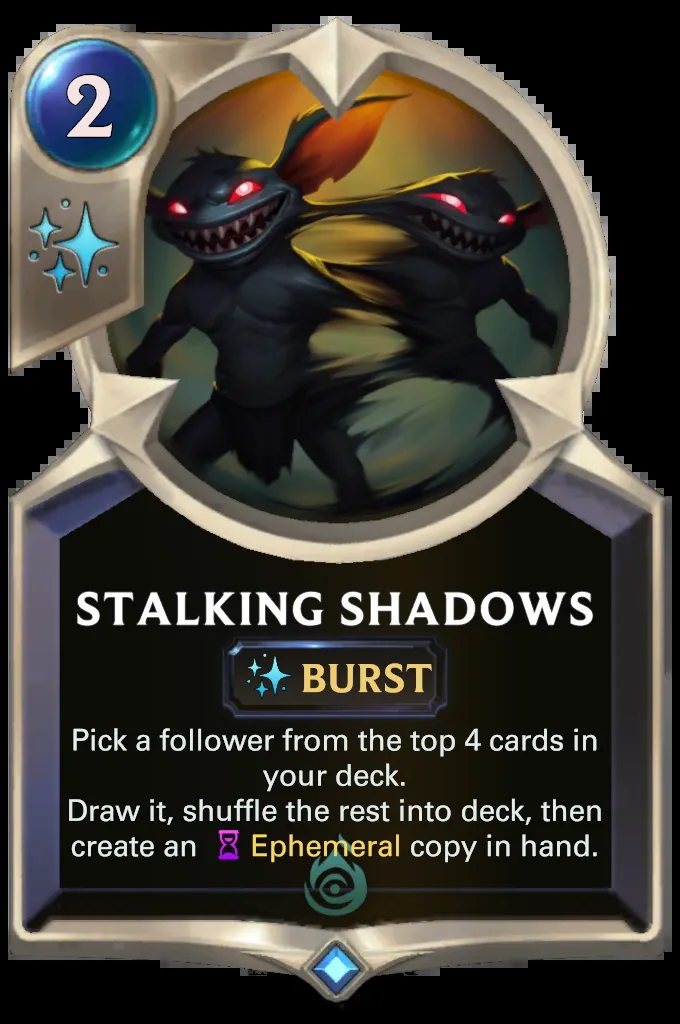 2
STALKING SHADOWS
BURST
Pick a follower from the top 4 cards in
your deck.
Draw it, shuffle the rest into deck, then
create an Ephemeral copy in hand.